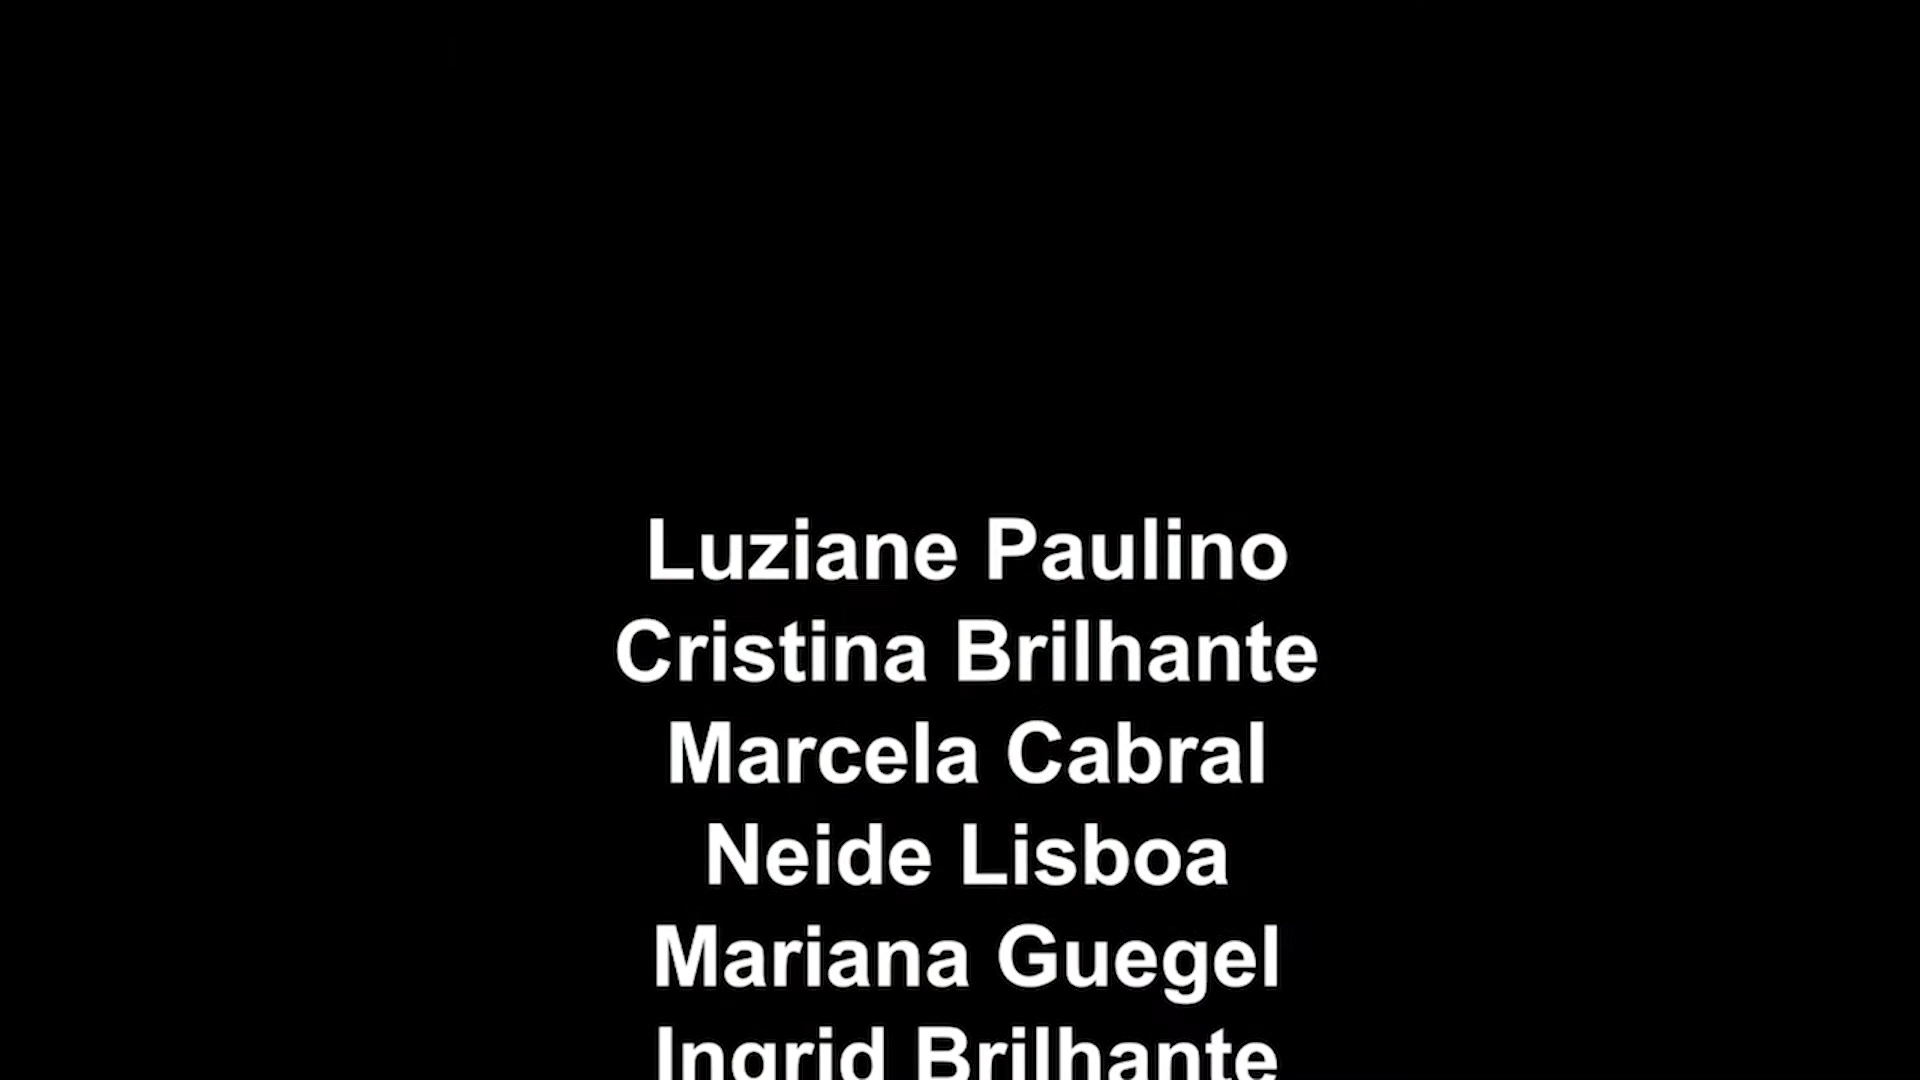 Luziane Paulino
Cristina Brilhante
Marcela Cabral
Neide Lisboa
Mariana Guegel
Ingrid Brilhante